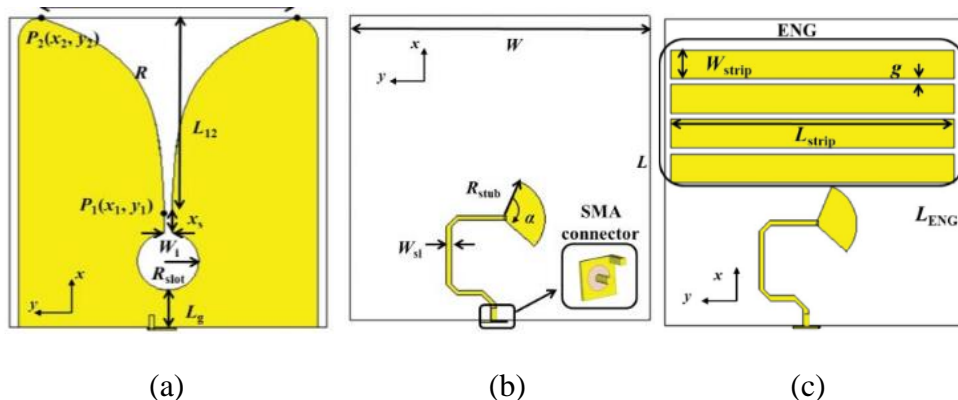 P2(x2, y2)
R
L12
P1(x1, y1)
xs
W1
Rslot
Lg
x
y
W
x
y
L
Rstub
α
SMA
connector
Wsl
ENG
Wstrip
g
Lstrip
LENG
x
y
(a)
(b)
(c)